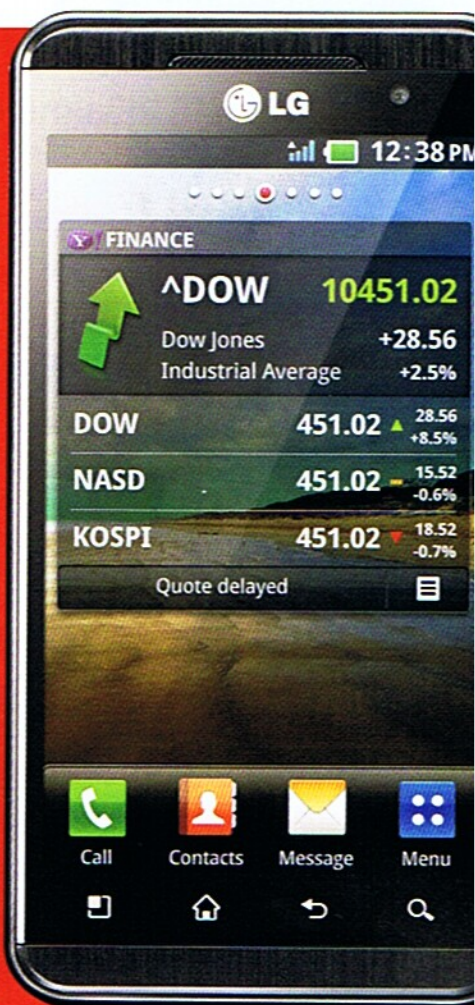 LG
12:38 PM
Y! FINANCE
^DOW 10451.02
Dow Jones +28.56
Industrial Average +2.5%
DOW 451.02 ▲ 28.56
+8.5%
NASD 451.02 15.52
-0.6%
KOSPI 451.02 ▼ 18.52
-0.7%
Quote delayed
Call Contacts Message Menu